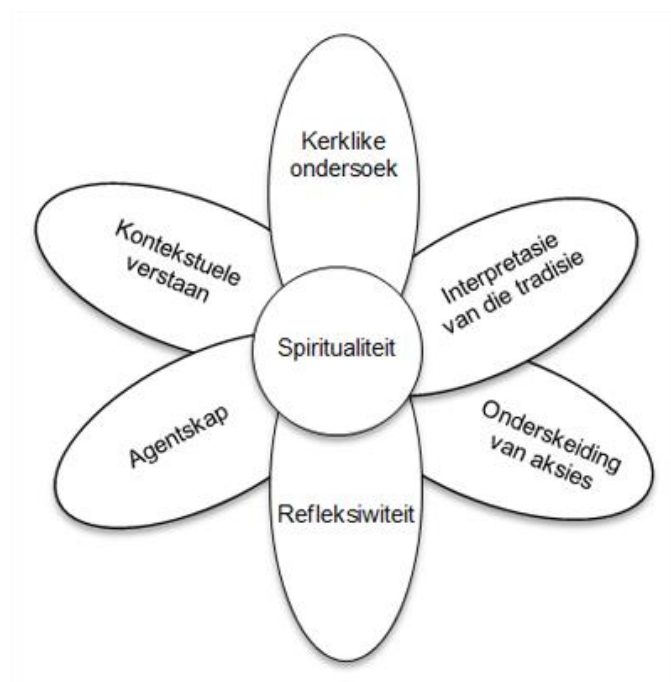 Kerklike
ondersoek
Kontekstuele
verstaan
Interpretasie
van die tradisie
Spiritualiteit
Agentskap
Onderskeiding
van aksies
Refleksiwiteit